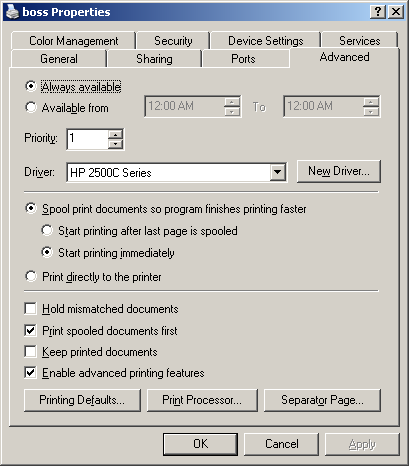 boss Properties
Color Management Security Device Settings Services
General Sharing Ports Advanced
Always available
Available from 12:00 AM To 12:00 AM
Priority: 1
Driver: HP 2500C Series New Driver...
Spool print documents so program finishes printing faster
Start printing after last page is spooled
Start printing immediately
Print directly to the printer
Hold mismatched documents
Print spooled documents first
Keep printed documents
Enable advanced printing features
Printing Defaults... Print Processor... Separator Page...
OK Cancel Apply